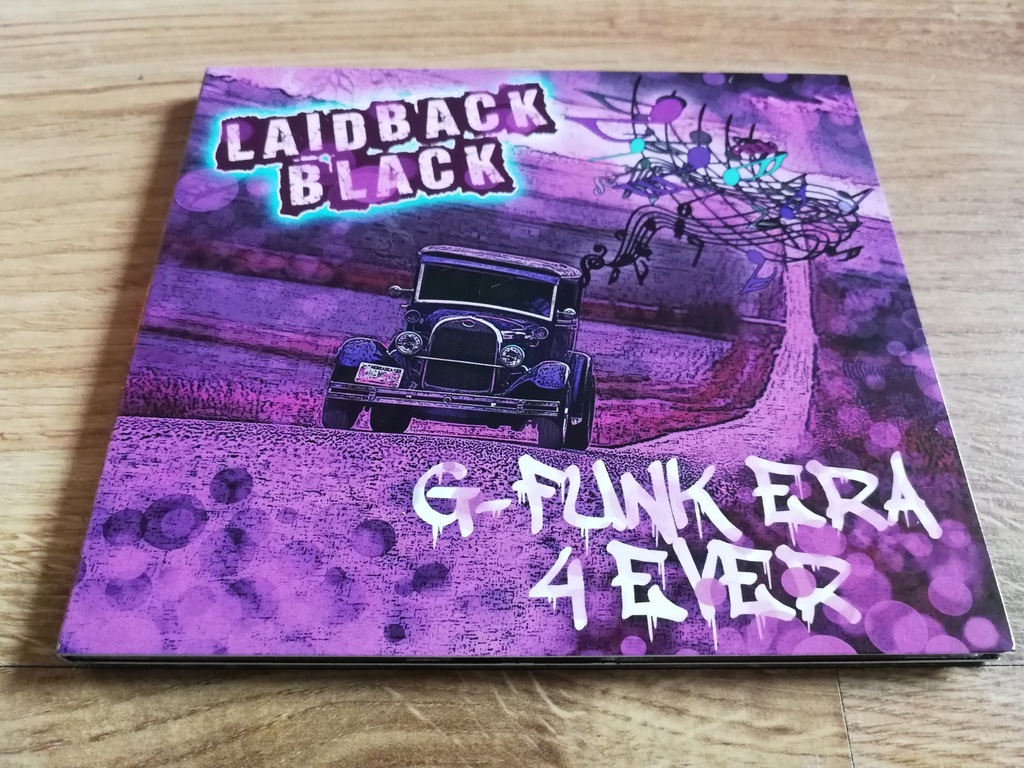 LAIDBACK
BLACK
G-FUNK ERA
4 EVER